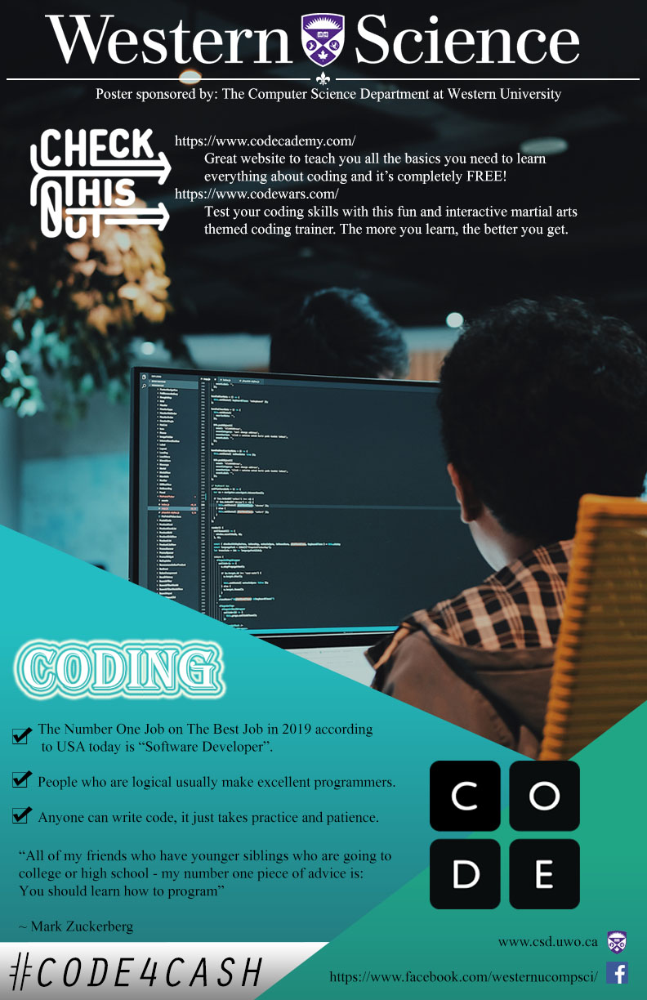 Western Science
Poster sponsored by: The Computer Science Department at Western University
CHECK
THIS
OUT
https://www.codecademy.com/
Great website to teach you all the basics you need to learn
everything about coding and it’s completely FREE!
https://www.codewars.com/
Test your coding skills with this fun and interactive martial arts
themed coding trainer. The more you learn, the better you get.
CODING
The Number One Job on The Best Job in 2019 according
to USA today is “Software Developer”.
People who are logical usually make excellent programmers.
Anyone can write code, it just takes practice and patience.
“All of my friends who have younger siblings who are going to
college or high school - my number one piece of advice is:
You should learn how to program”
~ Mark Zuckerberg
C O
D E
www.csd.uwo.ca
https://www.facebook.com/westernucompsci/
#CODE4CASH